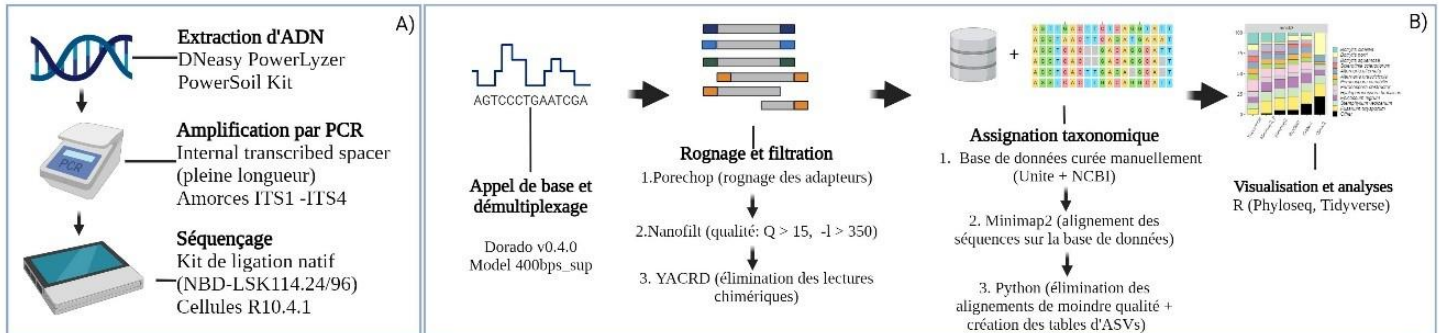 A)
Extraction d'ADN
DNeasy PowerLyzer
PowerSoil Kit
Amplification par PCR
Internal transcribed spacer
(pleine longueur)
Amorces ITS1 -ITS4
PCR
Séquençage
Kit de ligation natif
(NBD-LSK114.24/96)
Cellules R10.4.1
B)
AGTCCCTGAATCGA
Appel de base et
démultiplexage
Dorado v0.4.0
Model 400bps_sup
Rognage et filtration
1.Porechop (rognage des adapteurs)
2.Nanofilt (qualité: Q > 15, -l > 350)
3. YACRD (élimination des lectures
chimériques)
+
Assignation taxonomique
1. Base de données curée manuellement
(Unite + NCBI)
2. Minimap2 (alignement des
séquences sur la base de données)
3. Python (élimination des
alignements de moindre qualité +
création des tables d'ASVs)
Visualisation et analyses
R (Phyloseq, Tidyverse)